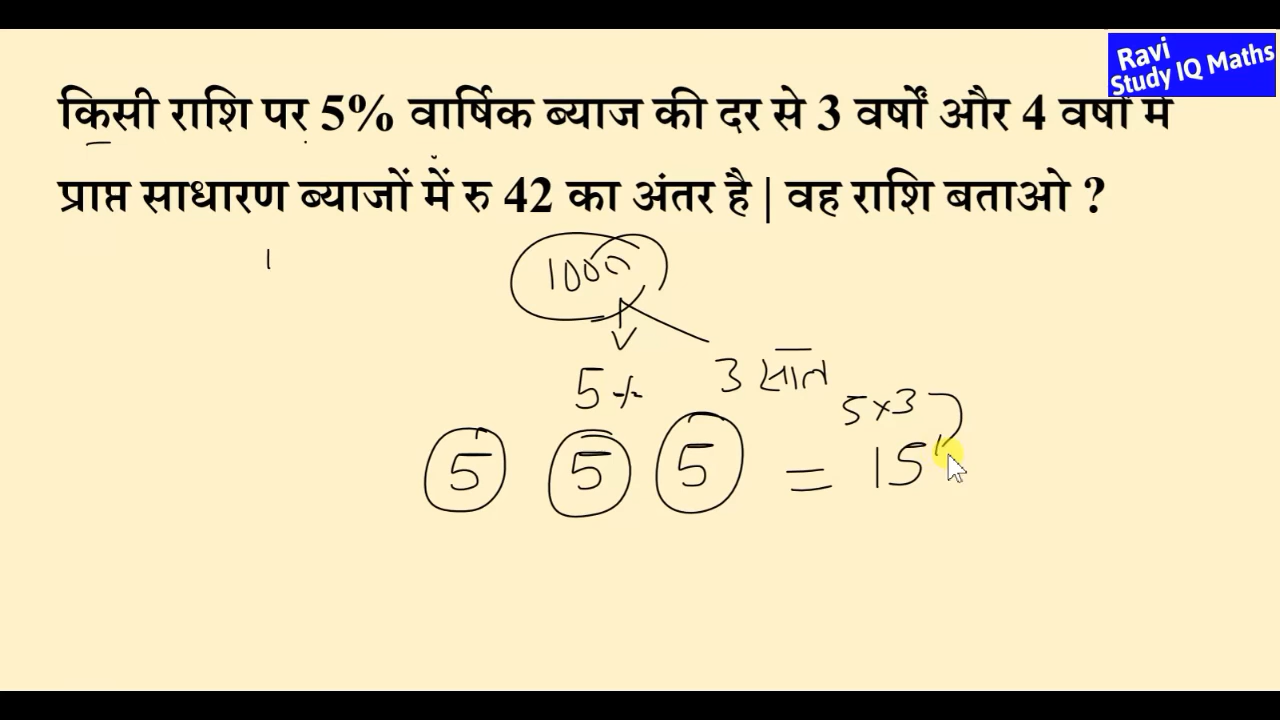 Ravi
Study IQ Maths
किसी राशि पर 5% वार्षिक ब्याज की दर से 3 वर्षों और 4 वर्षों में
प्राप्त साधारण ब्याजों में रु 42 का अंतर है | वह राशि बताओ ?
1000
5% 3 साल
5×3
5 5 5 = 15